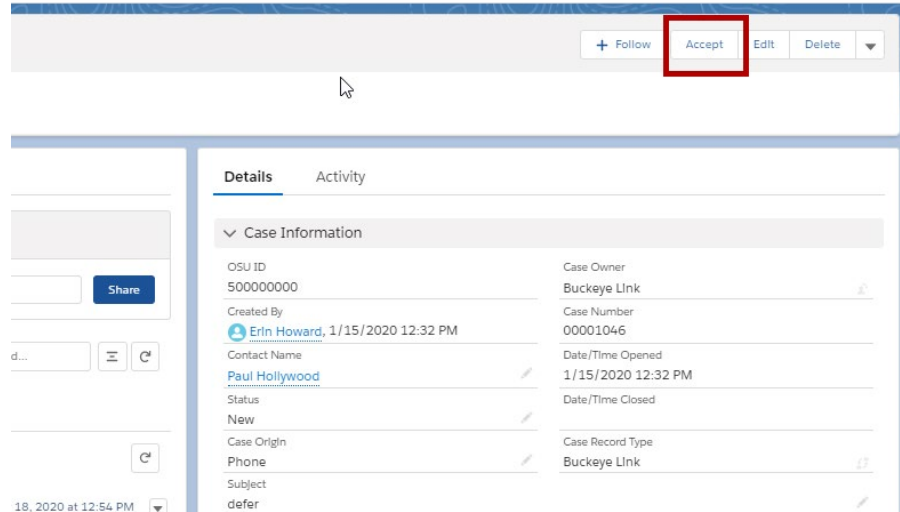 + Follow Accept Edit Delete
Details Activity
Case Information
OSU ID Case Owner
500000000 Buckeye Link
Share
Created By Case Number
Erin Howard, 1/15/2020 12:32 PM 00001046
d...
Contact Name Date/Time Opened
Paul Hollywood 1/15/2020 12:32 PM
Status Date/Time Closed
New
Case Origin Case Record Type
Phone Buckeye Link
Subject
18, 2020 at 12:54 PM defer